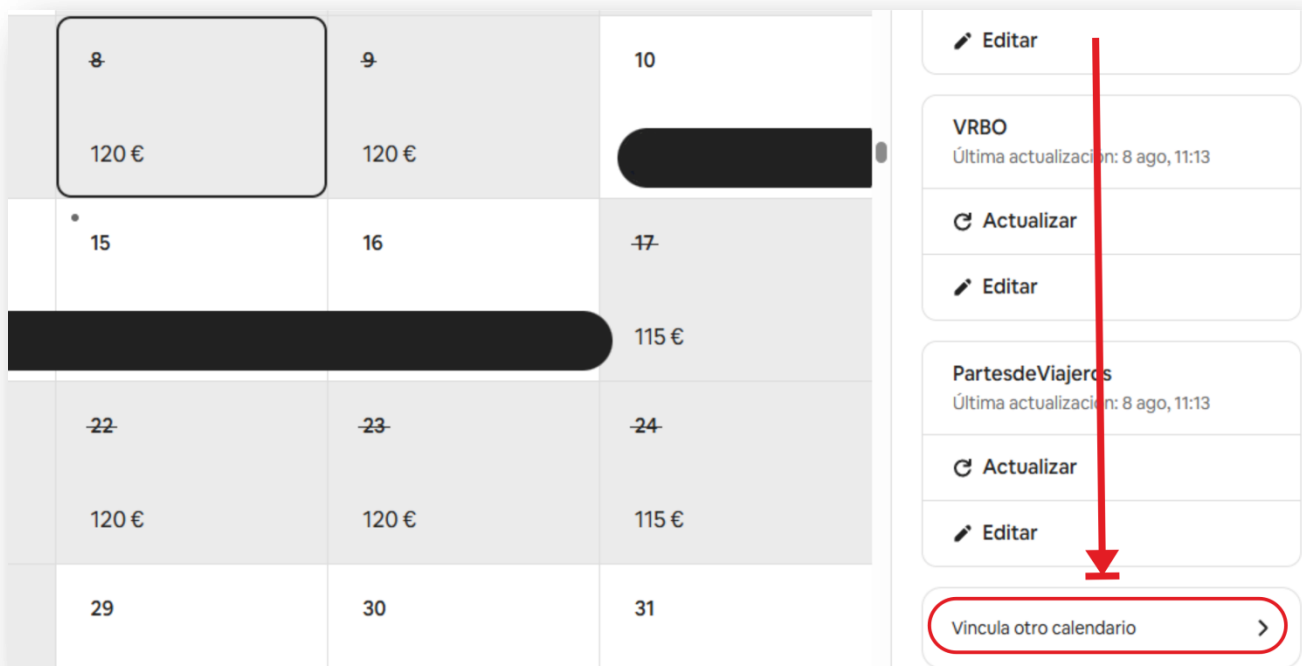 8
9
10
120 €
120 €
15
16
17
115 €
22
23
24
120 €
120 €
115 €
29
30
31
Editar
VRBO
Última actualización: 8 ago, 11:13
Actualizar
Editar
PartesdeViajeros
Última actualización: 8 ago, 11:13
Actualizar
Editar
Vincula otro calendario